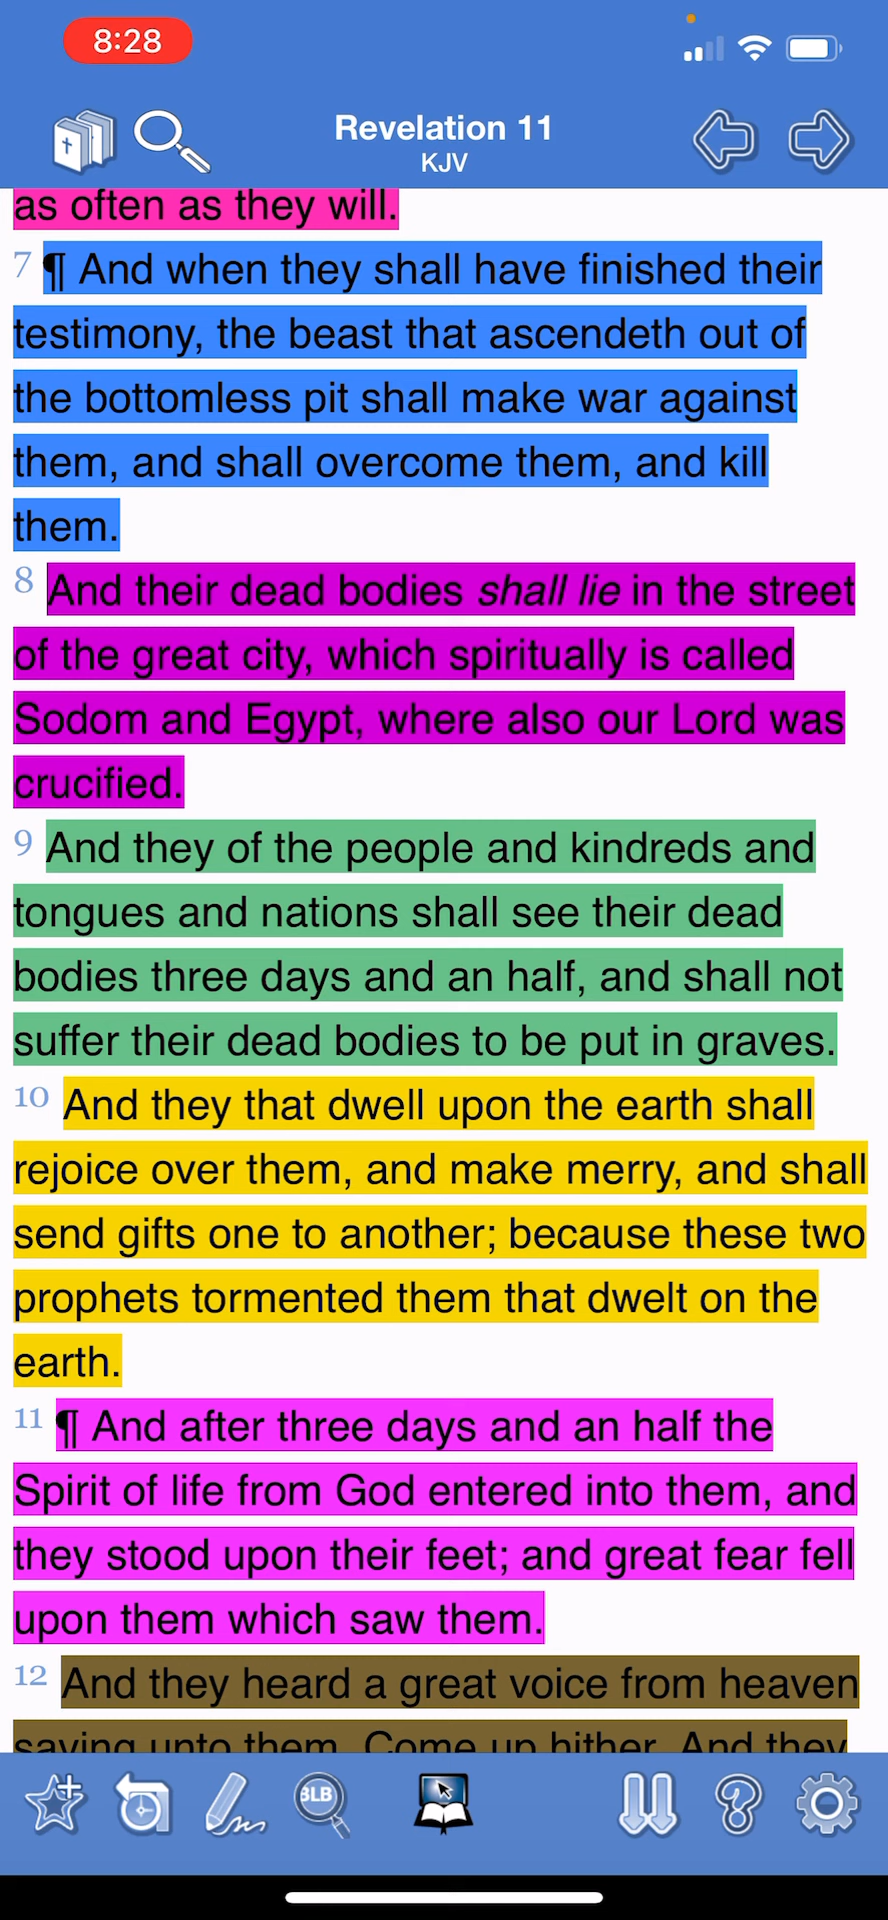 8:28
Revelation 11
KJV
as often as they will.
7 ¶ And when they shall have finished their
testimony, the beast that ascendeth out of
the bottomless pit shall make war against
them, and shall overcome them, and kill
them.
8 And their dead bodies shall lie in the street
of the great city, which spiritually is called
Sodom and Egypt, where also our Lord was
crucified.
9 And they of the people and kindreds and
tongues and nations shall see their dead
bodies three days and an half, and shall not
suffer their dead bodies to be put in graves.
10 And they that dwell upon the earth shall
rejoice over them, and make merry, and shall
send gifts one to another; because these two
prophets tormented them that dwelt on the
earth.
11 ¶ And after three days and an half the
Spirit of life from God entered into them, and
they stood upon their feet; and great fear fell
upon them which saw them.
12 And they heard a great voice from heaven
saying unto them, Come up hither. And they
BLB